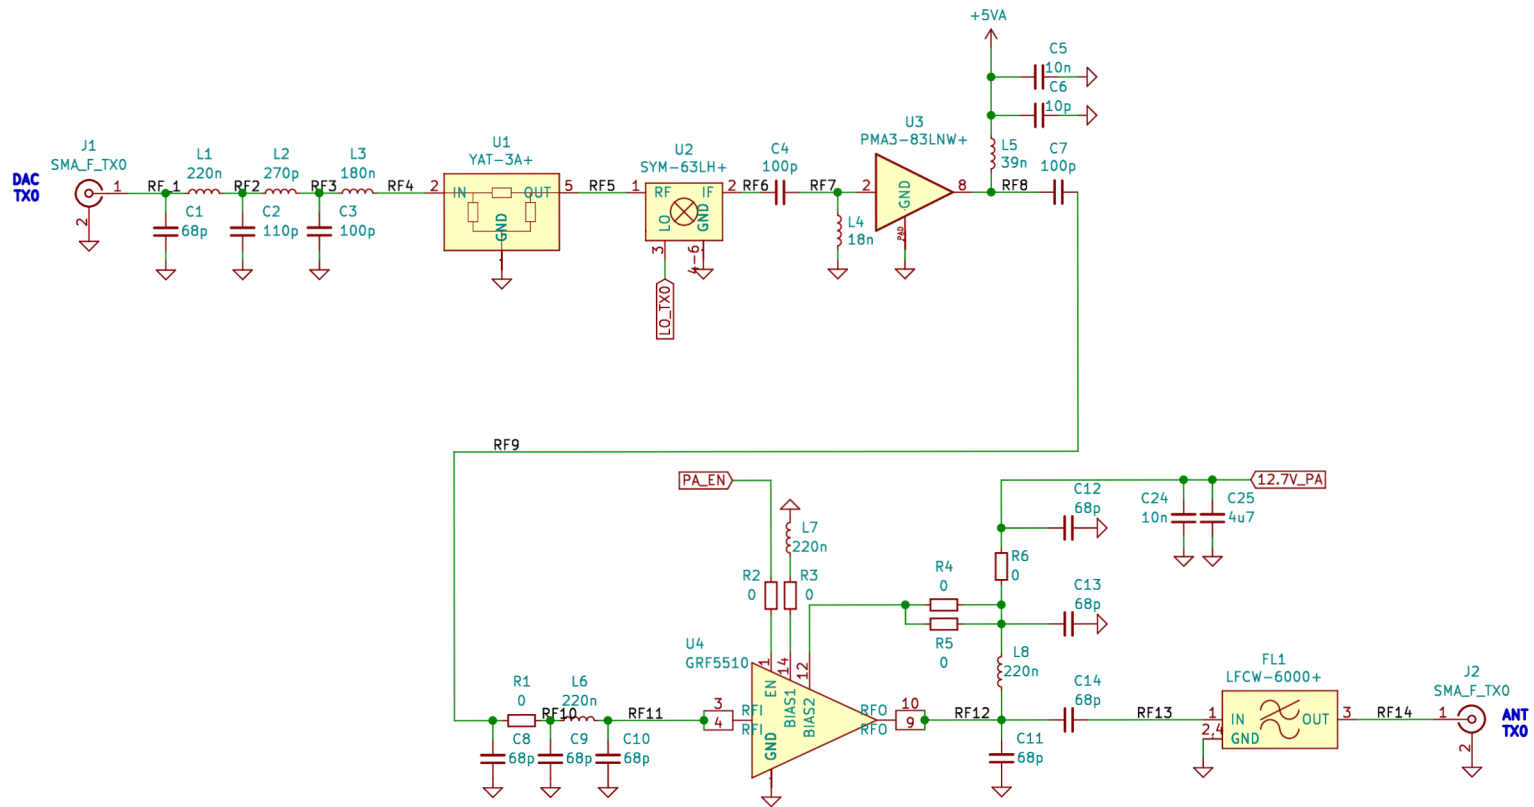 +5VA
C5
10n
C6
10p
J1
SMA_F_TX0
DAC
TX0
1
2
RF_1
L1
220n
RF2
L2
270p
RF3
L3
180n
RF4
C1
68p
C2
110p
C3
100p
U1
YAT-3A+
2
IN
OUT
GND
5
RF5
U2
SYM-63LH+
1
RF
IF
LO
GND
2
3
4-6
LO_TX0
RF6
C4
100p
RF7
L4
18n
U3
PMA3-83LNW+
2
GND
PAD
8
L5
39n
RF8
C7
100p
RF9
PA_EN
L7
220n
R2
0
R3
0
12.7V_PA
C12
68p
C24
10n
C25
4u7
R6
0
R4
0
R5
0
C13
68p
L8
220n
U4
GRF5510
1
14
12
EN
BIAS1
BIAS2
R1
0
RF10
L6
220n
RF11
C8
68p
C9
68p
C10
68p
3
4
RFI
RFI
GND
RFO
RFO
10
9
RF12
C11
68p
C14
68p
RF13
FL1
LFCW-6000+
1
2,4
IN
GND
OUT
3
RF14
J2
SMA_F_TX0
1
2
ANT
TX0